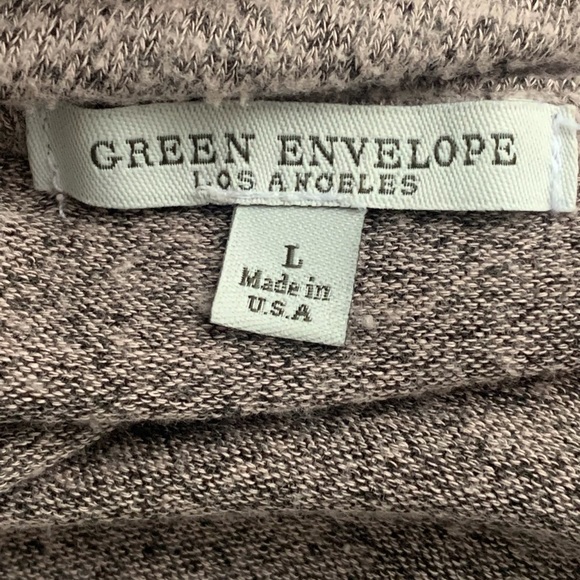 GREEN ENVELOPE
LOS ANGELES
L
Made in
U.S.A